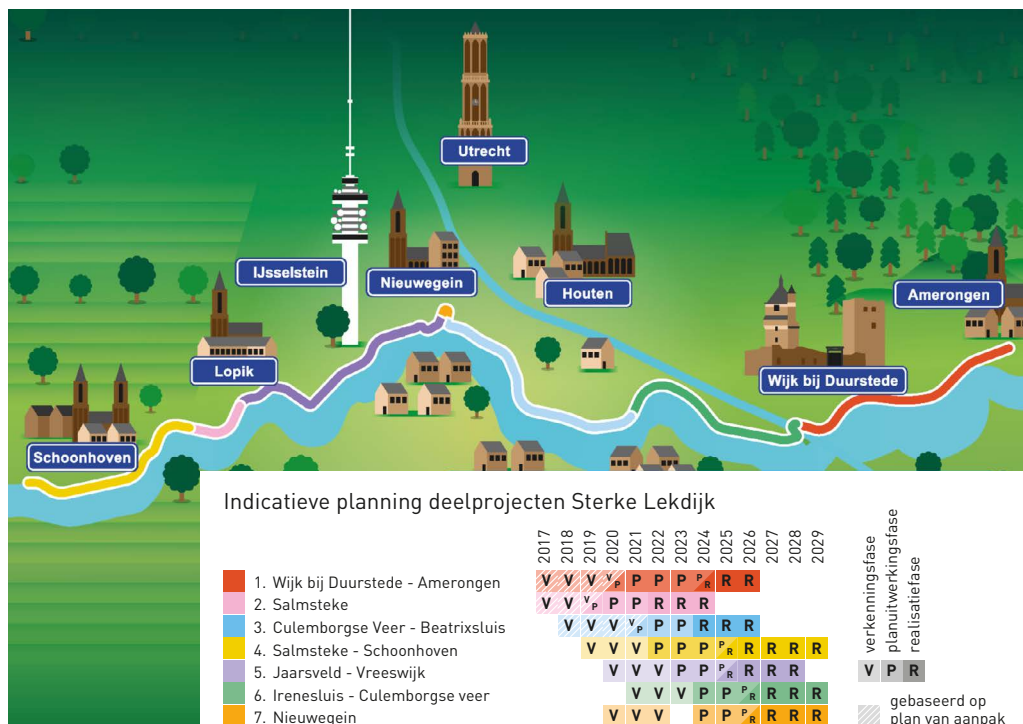 Utrecht
IJsselstein
Nieuwegein
Houten
Amerongen
Lopik
Wijk bij Duurstede
Schoonhoven
Indicatieve planning deelprojecten Sterke Lekdijk
2017 2018 2019 2020 2021 2022 2023 2024 2025 2026 2027 2028 2029
1. Wijk bij Duurstede - Amerongen V V V V P P P P P R R R
2. Salmsteke V V V P P P R R R
3. Culemborgse Veer - Beatrixsluis V V V V P P P R R R
4. Salmsteke - Schoonhoven V V V P P P P R R R R R
5. Jaarsveld - Vreeswijk V V V P P P R R R R
6. Irenesluis - Culemborgse veer V V V P P P R R R R
7. Nieuwegein V V V P P P R R R R
verkenningsfase
planuitwerkingsfase
realisatiefase
V P R
gebaseerd op
plan van aanpak